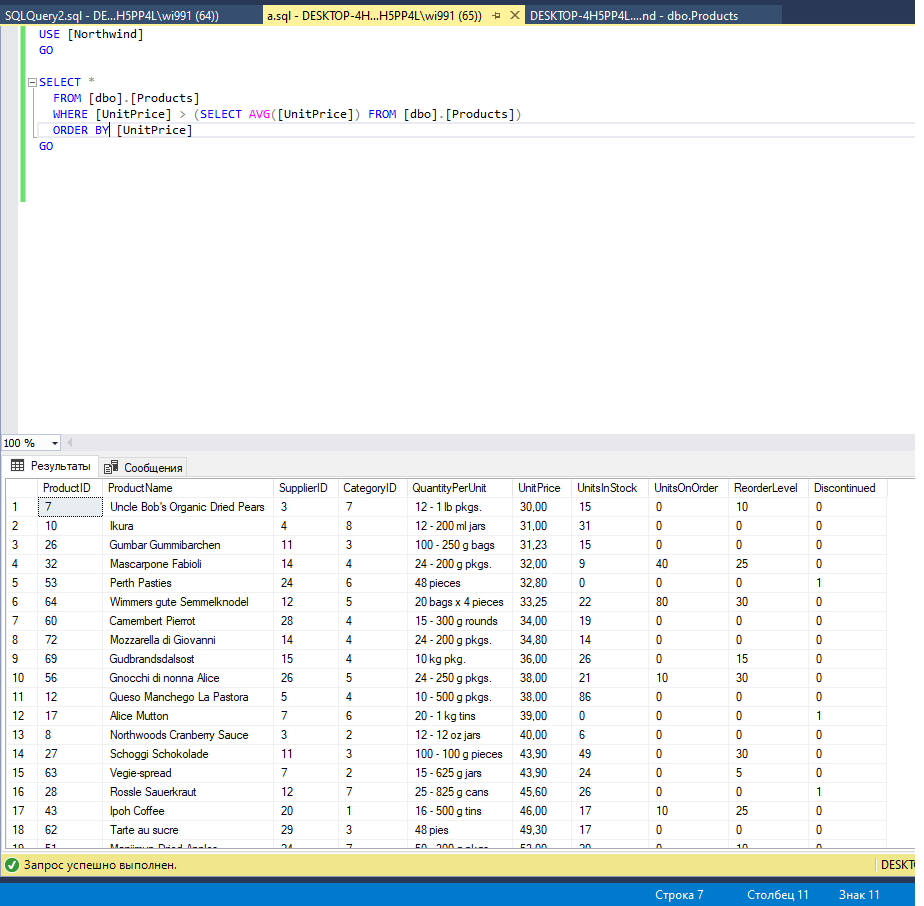 SQLQuery2.sql - DE...H5PP4L\wi991 (64)) a.sql - DESKTOP-4H...H5PP4L\wi991 (65)) DESKTOP-4H5PP4L....nd - dbo.Products
USE [Northwind]
GO
SELECT *
FROM [dbo].[Products]
WHERE [UnitPrice] > (SELECT AVG([UnitPrice]) FROM [dbo].[Products])
ORDER BY [UnitPrice]
GO
100 %
Результаты Сообщения
ProductID ProductName SupplierID CategoryID QuantityPerUnit UnitPrice UnitsInStock UnitsOnOrder ReorderLevel Discontinued
1 7 Uncle Bob's Organic Dried Pears 3 7 12 - 1 lb pkgs. 30,00 15 0 10 0
2 10 Ikura 4 8 12 - 200 ml jars 31,00 31 0 0 0
3 26 Gumbar Gummibarchen 11 3 100 - 250 g bags 31,23 15 0 0 0
4 32 Mascarpone Fabioli 14 4 24 - 200 g pkgs. 32,00 9 40 25 0
5 53 Perth Pasties 24 6 48 pieces 32,80 0 0 0 1
6 64 Wimmers gute Semmelknodel 12 5 20 bags x 4 pieces 33,25 22 80 30 0
7 60 Camembert Pierrot 28 4 15 - 300 g rounds 34,00 19 0 0 0
8 72 Mozzarella di Giovanni 14 4 24 - 200 g pkgs. 34,80 14 0 0 0
9 69 Gudbrandsdalsost 15 4 10 kg pkg. 36,00 26 0 15 0
10 56 Gnocchi di nonna Alice 26 5 24 - 250 g pkgs. 38,00 21 10 30 0
11 12 Queso Manchego La Pastora 5 4 10 - 500 g pkgs. 38,00 86 0 0 0
12 17 Alice Mutton 7 6 20 - 1 kg tins 39,00 0 0 0 1
13 8 Northwoods Cranberry Sauce 3 2 12 - 12 oz jars 40,00 6 0 0 0
14 27 Schoggi Schokolade 11 3 100 - 100 g pieces 43,90 49 0 30 0
15 63 Vegie-spread 7 2 15 - 625 g jars 43,90 24 0 5 0
16 28 Rossle Sauerkraut 12 7 25 - 825 g cans 45,60 26 0 0 1
17 43 Ipoh Coffee 20 1 16 - 500 g tins 46,00 17 10 25 0
18 62 Tarte au sucre 29 3 48 pies 49,30 17 0 0 0
Запрос успешно выполнен. DESKT
Строка 7 Столбец 11 Знак 11